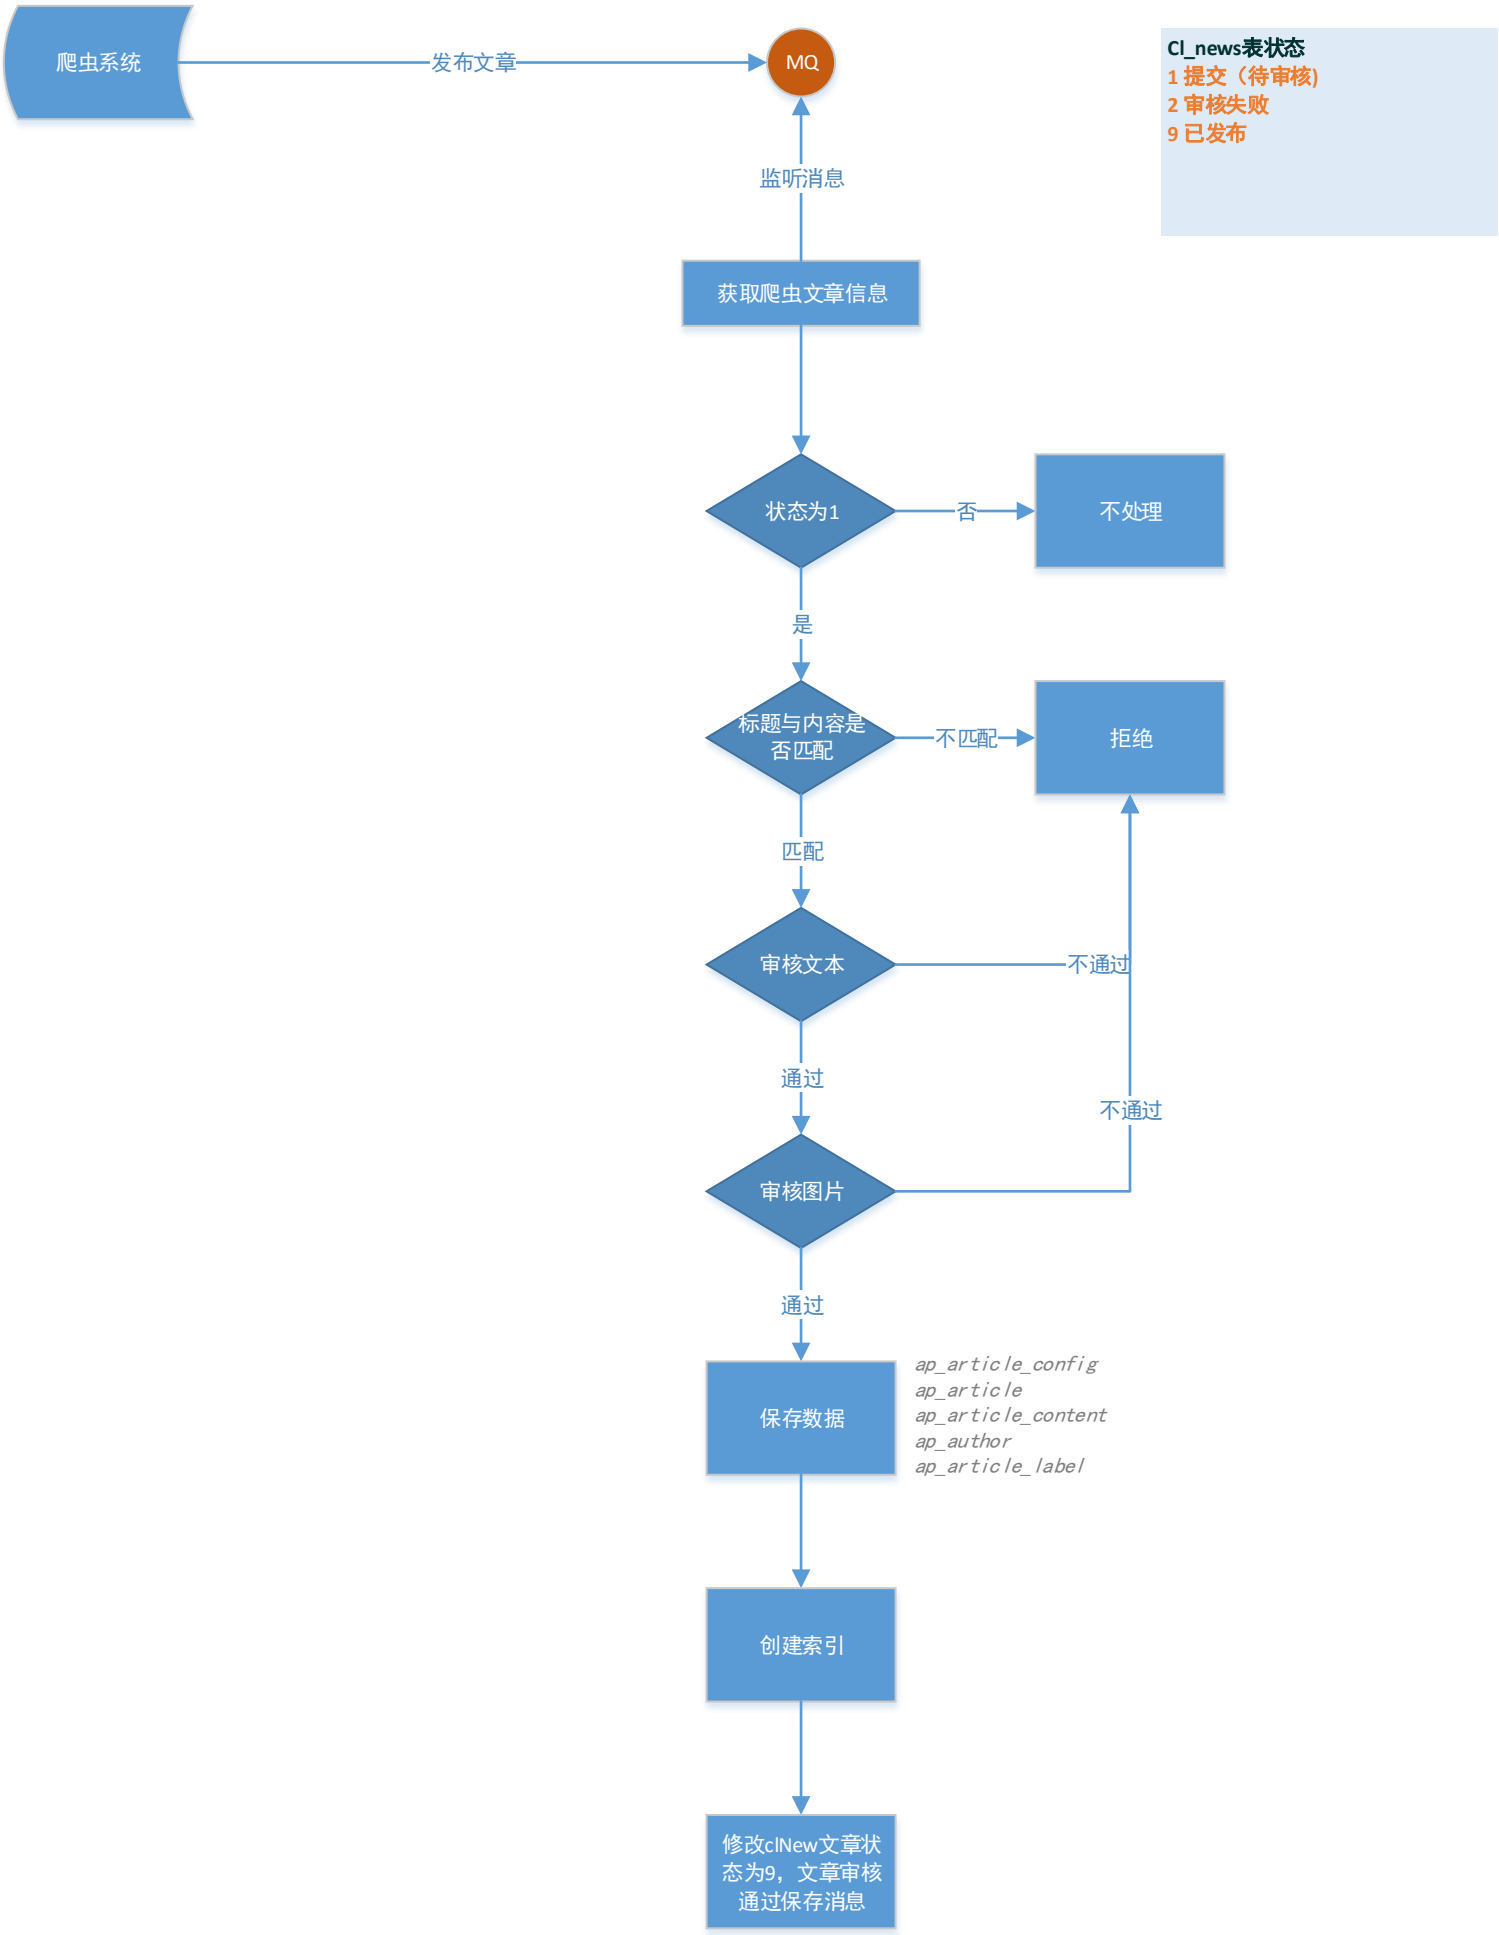 爬虫系统
发布文章
MQ
Cl_news表状态
1 提交（待审核)
2 审核失败
9 已发布
监听消息
获取爬虫文章信息
状态为1
否
不处理
是
标题与内容是
否匹配
不匹配
拒绝
匹配
审核文本
不通过
通过
不通过
审核图片
通过
保存数据
ap_article_config
ap_article
ap_article_content
ap_author
ap_article_label
创建索引
修改clNew文章状
态为9，文章审核
通过保存消息